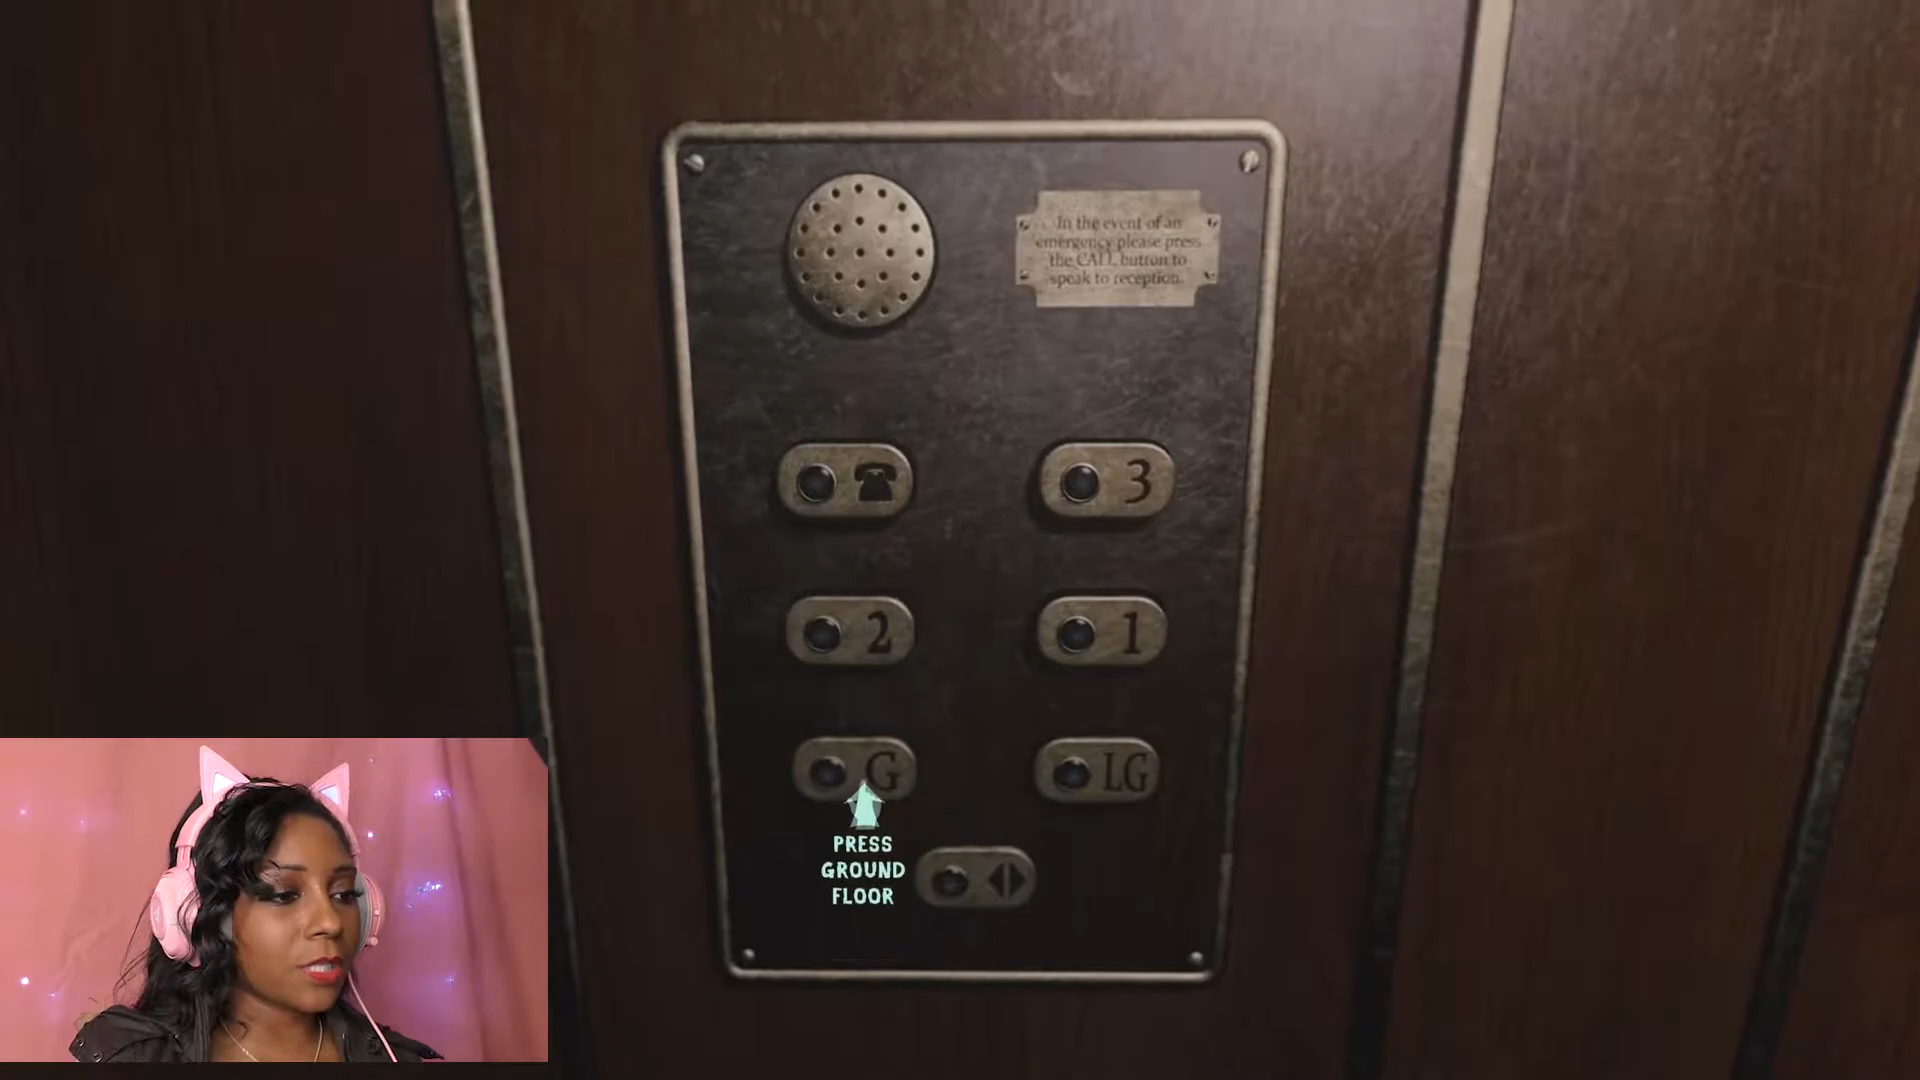 In the event of an
emergency please press
the CALL button to
speak to reception.
3
2
1
G
LG
PRESS
GROUND
FLOOR